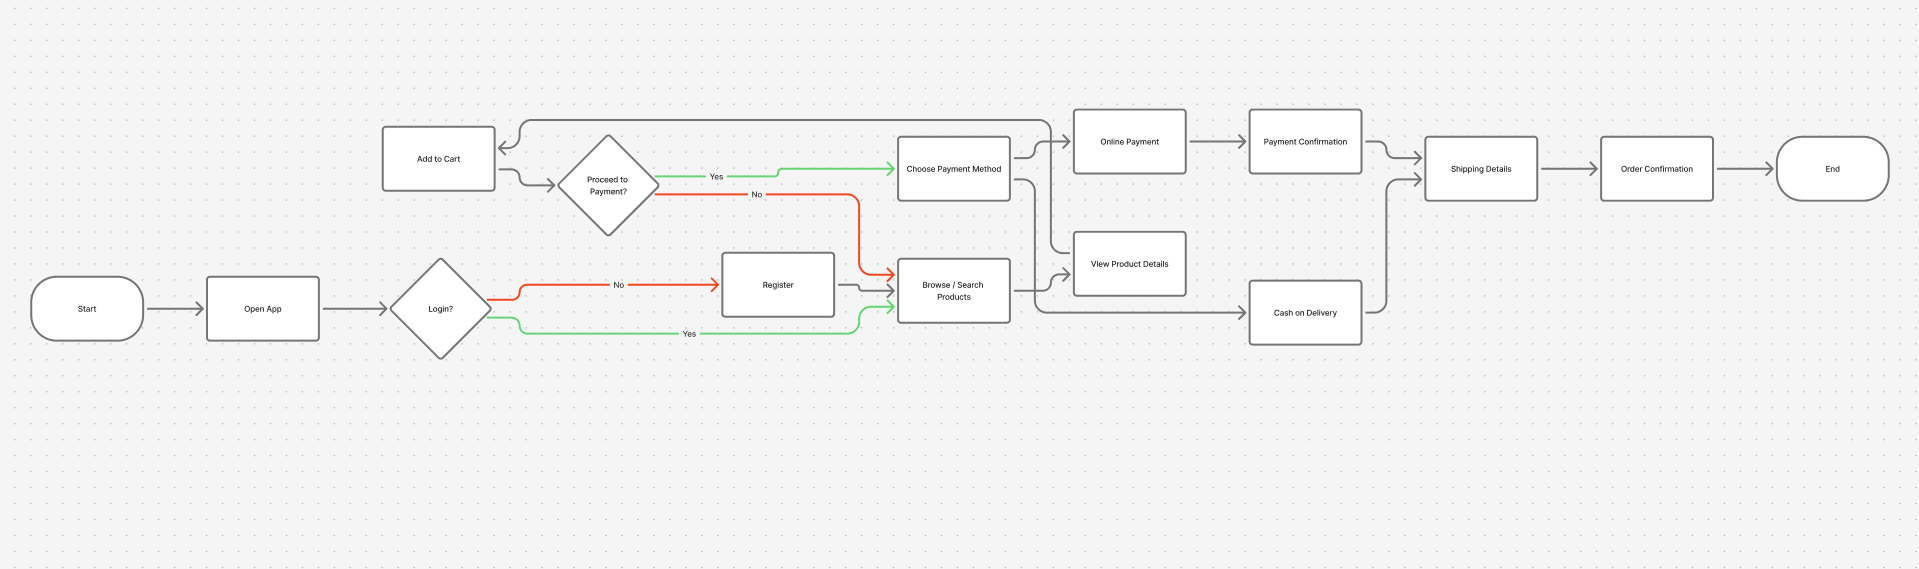 Start
Open App
Login?
No
Yes
Register
Browse / Search
Products
View Product Details
Add to Cart
Proceed to
Payment?
Yes
No
Choose Payment Method
Online Payment
Payment Confirmation
Cash on Delivery
Shipping Details
Order Confirmation
End